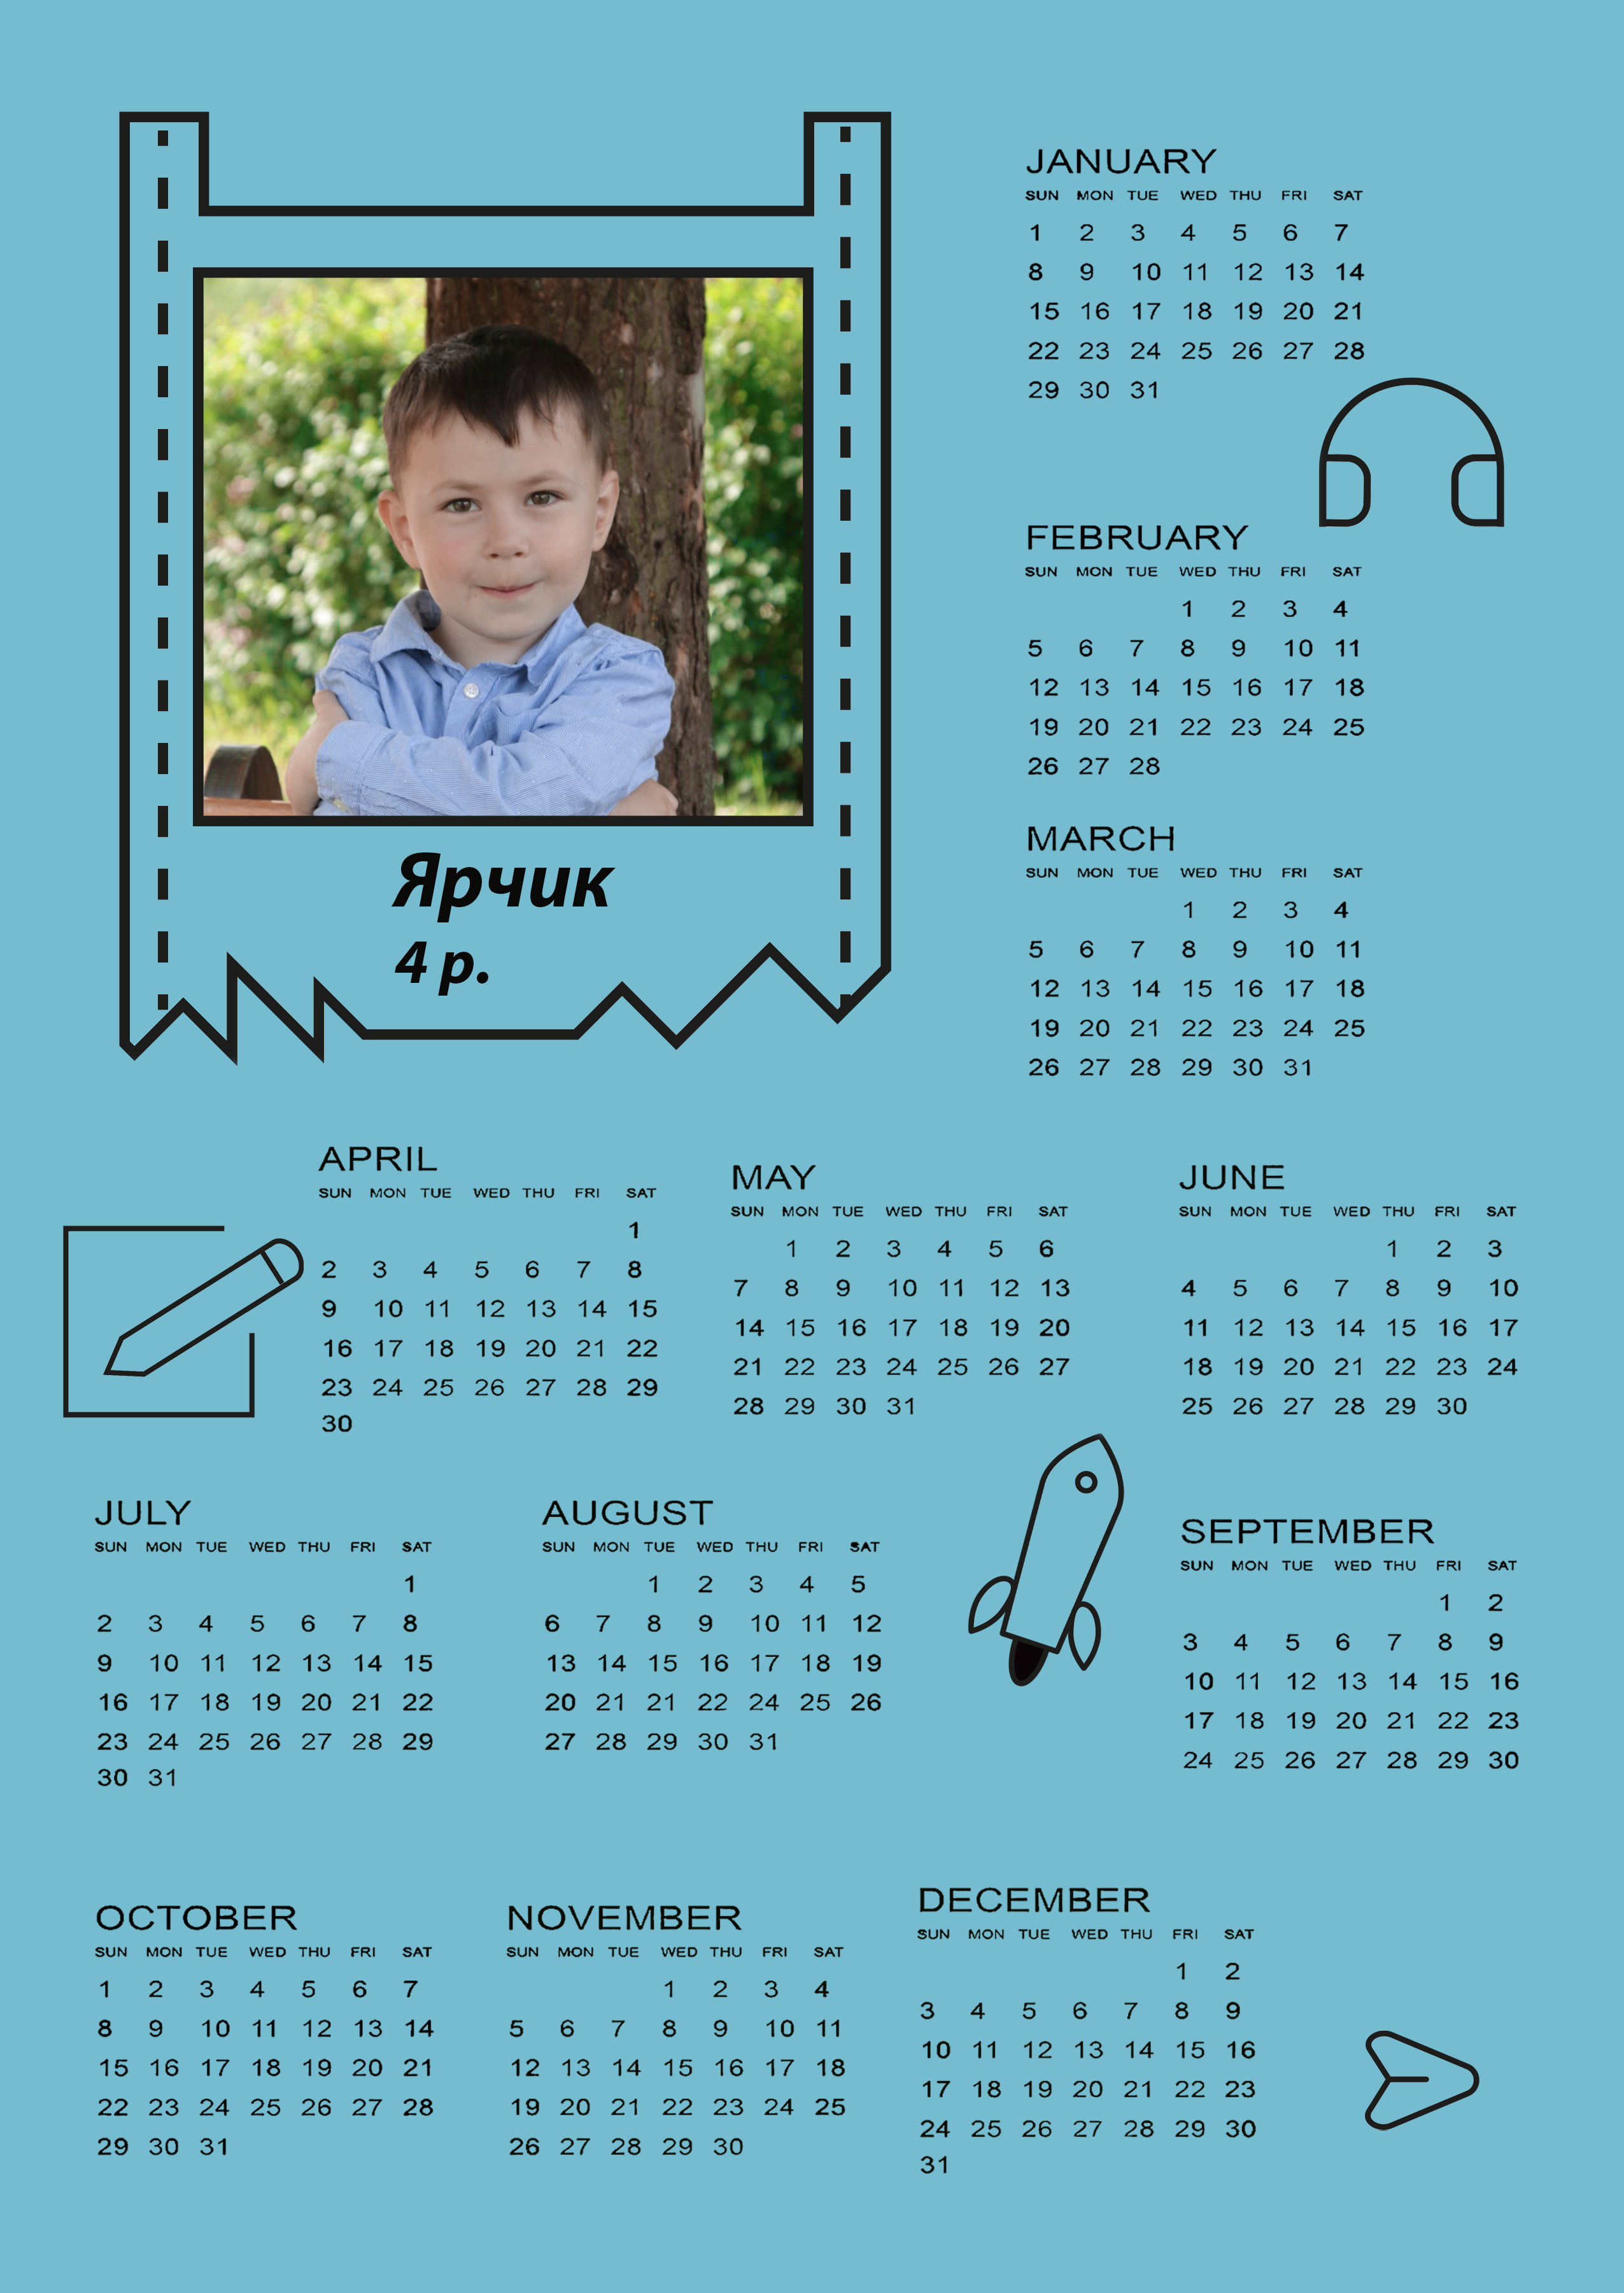 Ярчик
4 р.
JANUARY
SUN MON TUE WED THU FRI SAT
1 2 3 4 5 6 7
8 9 10 11 12 13 14
15 16 17 18 19 20 21
22 23 24 25 26 27 28
29 30 31
FEBRUARY
SUN MON TUE WED THU FRI SAT
1 2 3 4
5 6 7 8 9 10 11
12 13 14 15 16 17 18
19 20 21 22 23 24 25
26 27 28
MARCH
SUN MON TUE WED THU FRI SAT
1 2 3 4
5 6 7 8 9 10 11
12 13 14 15 16 17 18
19 20 21 22 23 24 25
26 27 28 29 30 31
APRIL
SUN MON TUE WED THU FRI SAT
1
2 3 4 5 6 7 8
9 10 11 12 13 14 15
16 17 18 19 20 21 22
23 24 25 26 27 28 29
30
MAY
SUN MON TUE WED THU FRI SAT
1 2 3 4 5 6
7 8 9 10 11 12 13
14 15 16 17 18 19 20
21 22 23 24 25 26 27
28 29 30 31
JUNE
SUN MON TUE WED THU FRI SAT
1 2 3
4 5 6 7 8 9 10
11 12 13 14 15 16 17
18 19 20 21 22 23 24
25 26 27 28 29 30
JULY
SUN MON TUE WED THU FRI SAT
1
2 3 4 5 6 7 8
9 10 11 12 13 14 15
16 17 18 19 20 21 22
23 24 25 26 27 28 29
30 31
AUGUST
SUN MON TUE WED THU FRI SAT
1 2 3 4 5
6 7 8 9 10 11 12
13 14 15 16 17 18 19
20 21 21 22 24 25 26
27 28 29 30 31
SEPTEMBER
SUN MON TUE WED THU FRI SAT
1 2
3 4 5 6 7 8 9
10 11 12 13 14 15 16
17 18 19 20 21 22 23
24 25 26 27 28 29 30
OCTOBER
SUN MON TUE WED THU FRI SAT
1 2 3 4 5 6 7
8 9 10 11 12 13 14
15 16 17 18 19 20 21
22 23 24 25 26 27 28
29 30 31
NOVEMBER
SUN MON TUE WED THU FRI SAT
1 2 3 4
5 6 7 8 9 10 11
12 13 14 15 16 17 18
19 20 21 22 23 24 25
26 27 28 29 30
DECEMBER
SUN MON TUE WED THU FRI SAT
1 2
3 4 5 6 7 8 9
10 11 12 13 14 15 16
17 18 19 20 21 22 23
24 25 26 27 28 29 30
31